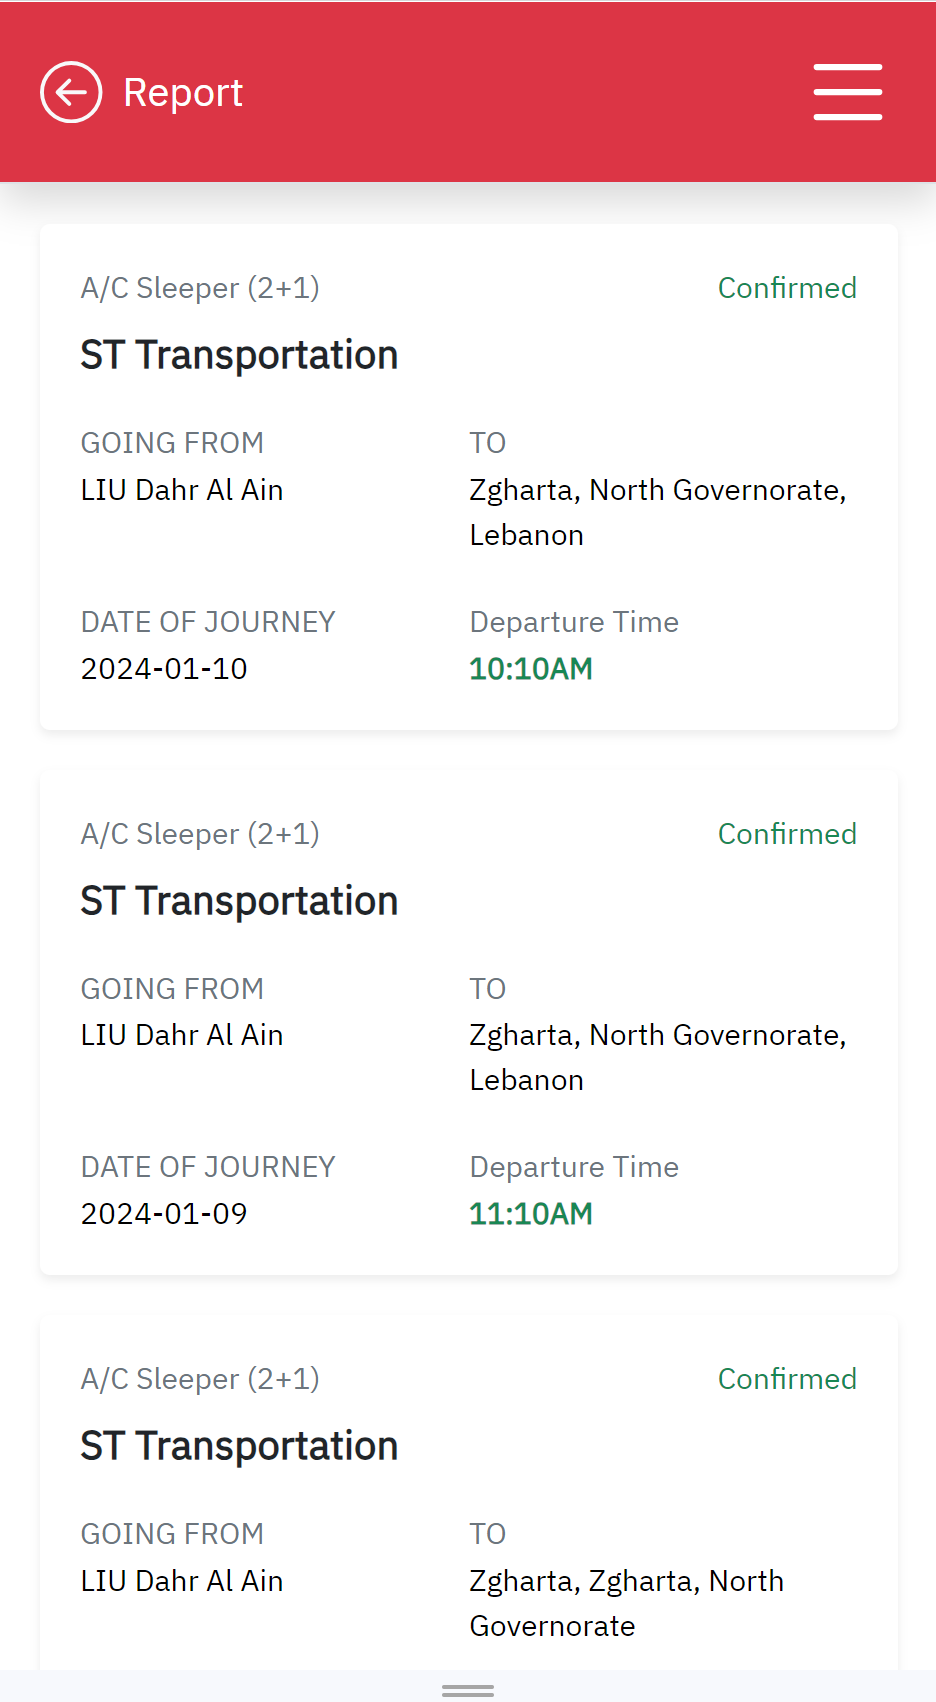 Report
A/C Sleeper (2+1) Confirmed
ST Transportation
GOING FROM TO
LIU Dahr Al Ain Zgharta, North Governorate,
Lebanon
DATE OF JOURNEY Departure Time
2024-01-10 10:10AM
A/C Sleeper (2+1) Confirmed
ST Transportation
GOING FROM TO
LIU Dahr Al Ain Zgharta, North Governorate,
Lebanon
DATE OF JOURNEY Departure Time
2024-01-09 11:10AM
A/C Sleeper (2+1) Confirmed
ST Transportation
GOING FROM TO
LIU Dahr Al Ain Zgharta, Zgharta, North
Governorate